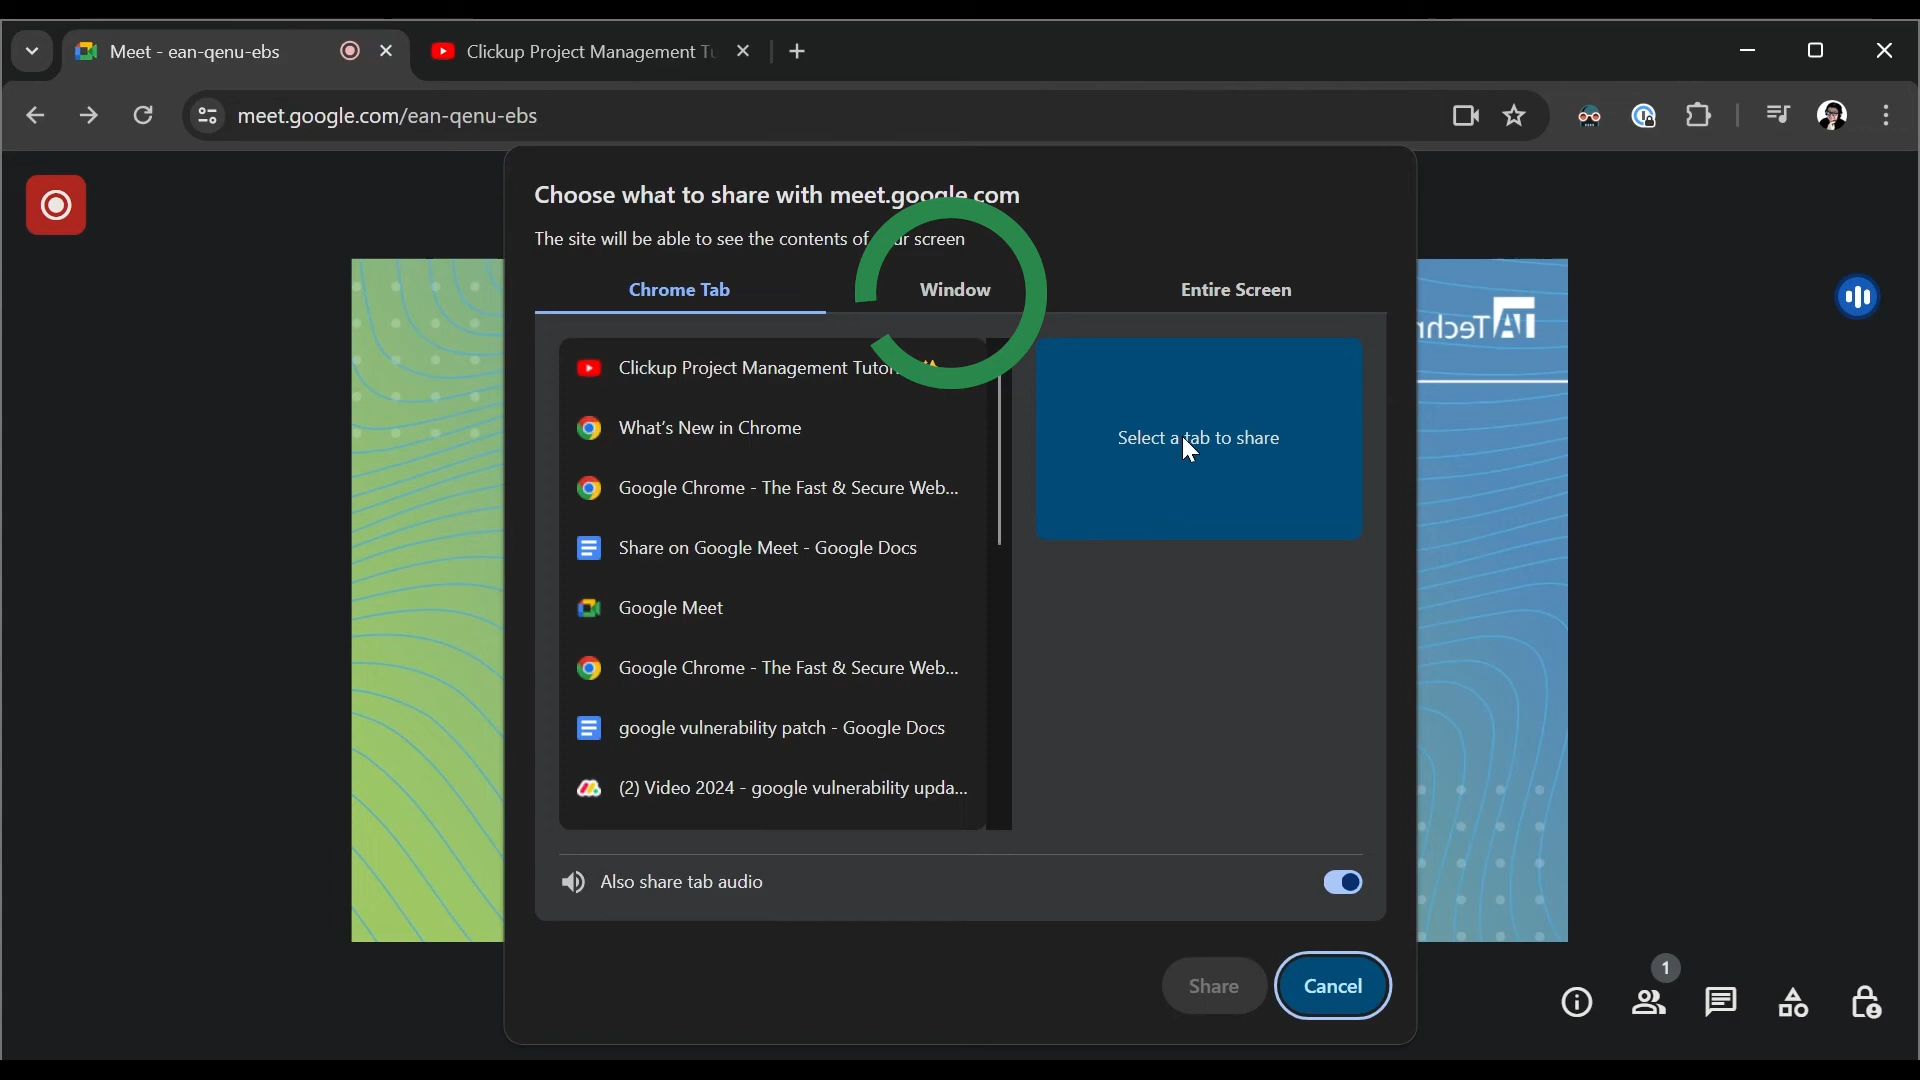 Meet - ean-qenu-ebs
Clickup Project Management Tu
meet.google.com/ean-qenu-ebs
Choose what to share with meet.google.com
The site will be able to see the contents of your screen
Chrome Tab
Window
Entire Screen
Clickup Project Management
What's New in Chrome
Google Chrome - The Fast & Secure Web...
Share on Google Meet - Google Docs
Google Meet
Google Chrome - The Fast & Secure Web...
google vulnerability patch - Google Docs
(2) Video 2024 - google vulnerability upda...
Select a tab to share
Also share tab audio
Share
Cancel
1